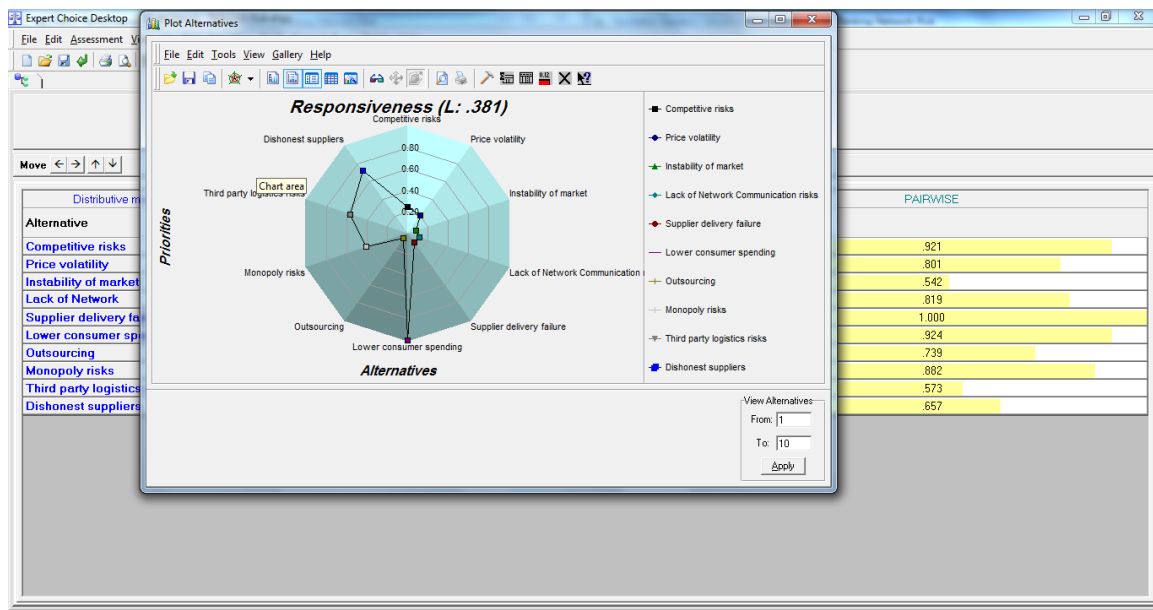 Expert Choice Desktop
File Edit Assessment
Plot Alternatives
File Edit Tools View Gallery Help
Responsiveness (L: .381)
Competitive risks
Price volatility
Instability of market
Lack of Network Communication
Supplier delivery failure
Lower consumer spending
Outsourcing
Monopoly risks
Third party logistics risks
Dishonest suppliers
0.80
0.60
0.40
0.20
Chart area
Priorities
Alternatives
Competitive risks
Price volatility
Instability of market
Lack of Network Communication risks
Supplier delivery failure
Lower consumer spending
Outsourcing
Monopoly risks
Third party logistics risks
Dishonest suppliers
View Alternatives
From: 1
To: 10
Apply
Move
Distributive m
PAIRWISE
Alternative
Competitive risks .921
Price volatility .801
Instability of market .542
Lack of Network .819
Supplier delivery fa 1.000
Lower consumer sp .924
Outsourcing .739
Monopoly risks .882
Third party logistics .573
Dishonest suppliers .657